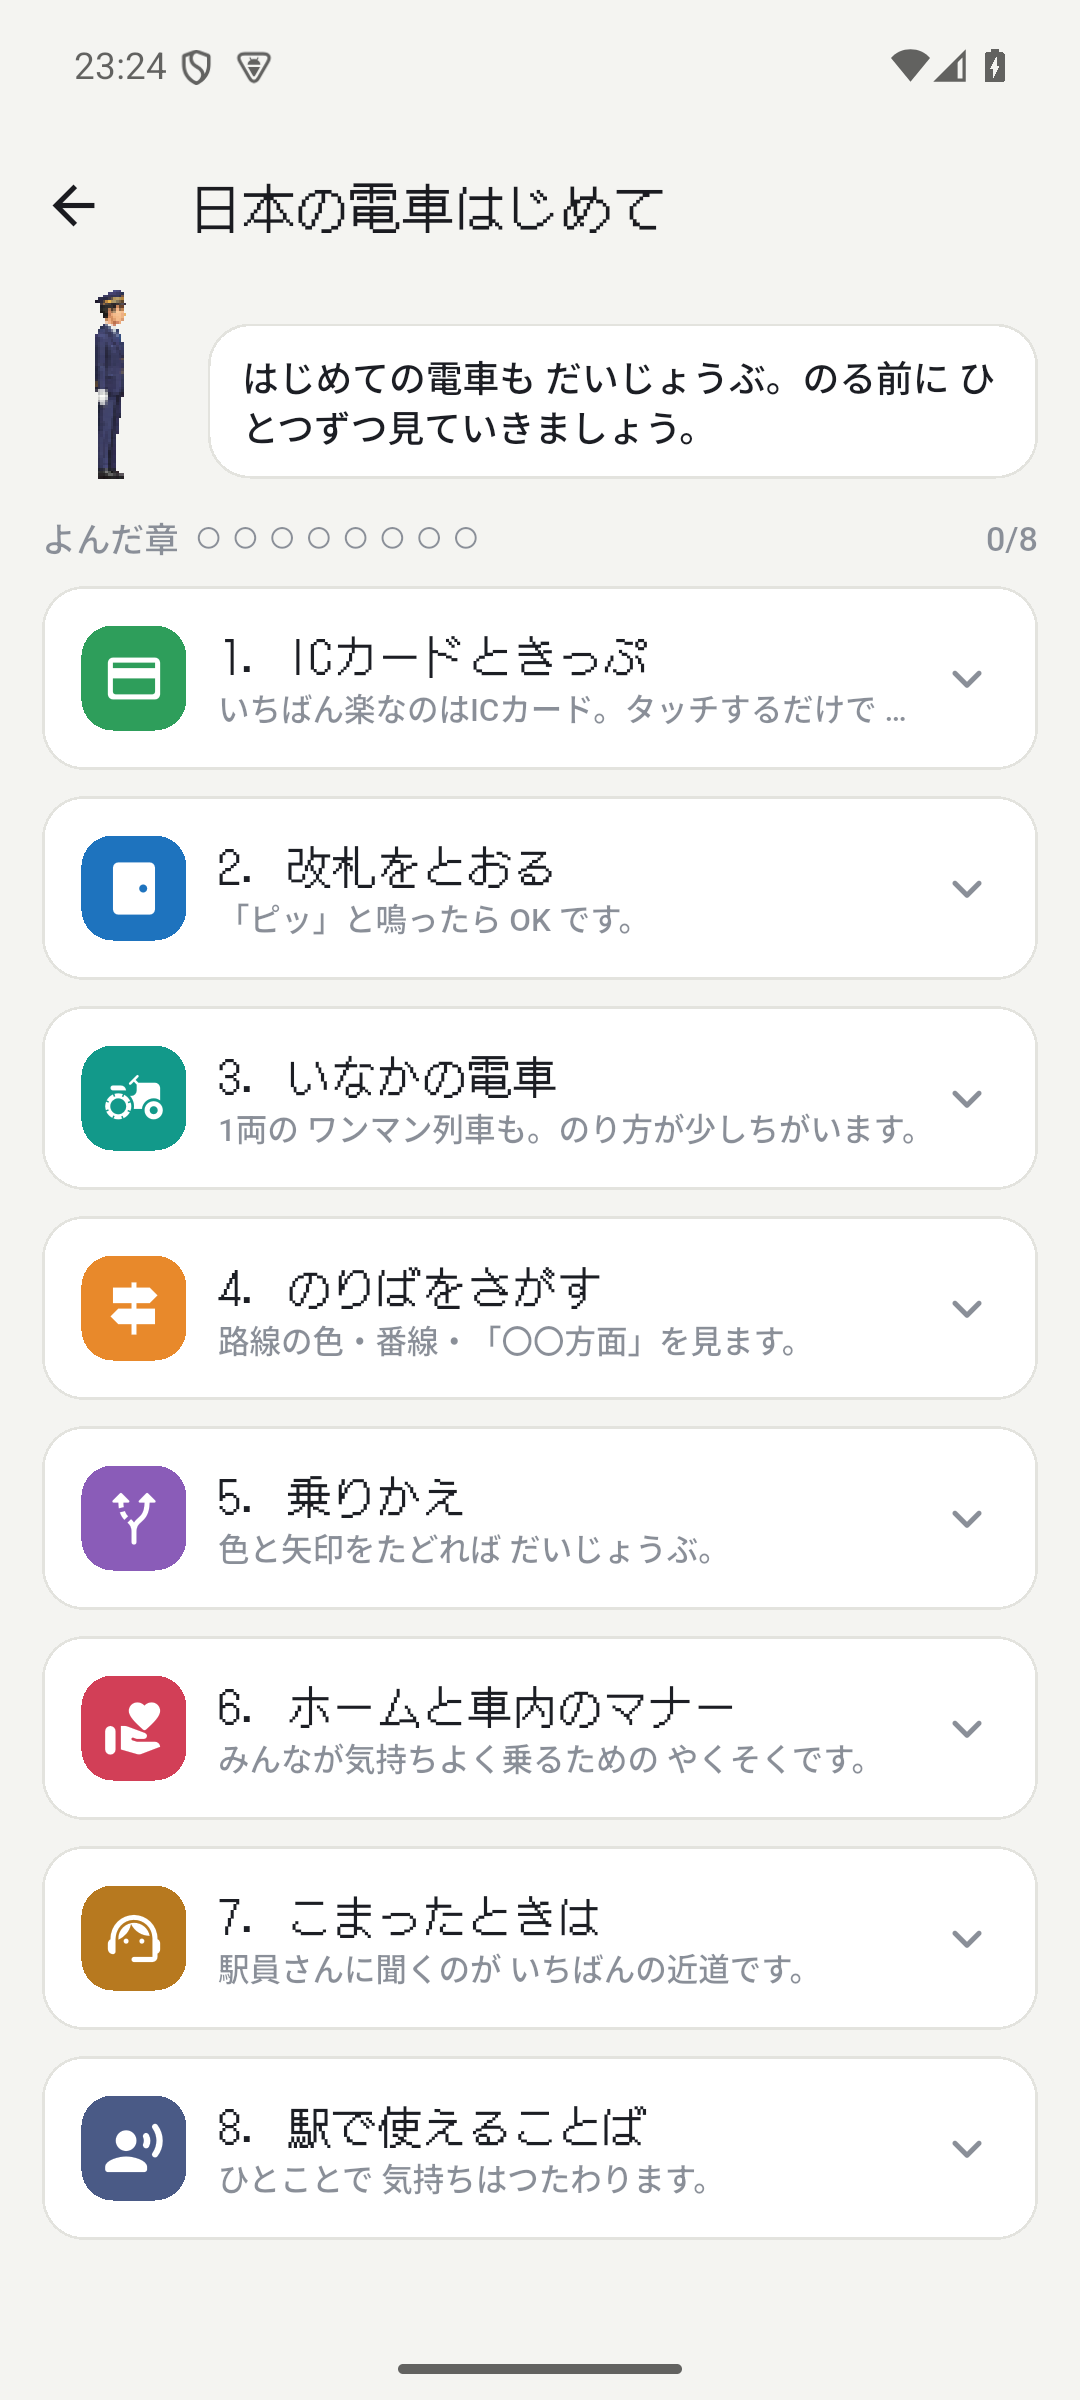 23:24
日本の電車はじめて
はじめての電車も だいじょうぶ。のる前に ひ
とつずつ見ていきましょう。
よんだ章 ○ ○ ○ ○ ○ ○ ○ ○ 0/8
1. ICカードときっぷ
いちばん楽なのはICカード。タッチするだけで ...
2. 改札をとおる
「ピッ」と鳴ったら OK です。
3. いなかの電車
1両の ワンマン列車も。のり方が少しちがいます。
4. のりばをさがす
路線の色・番線・「〇〇方面」を見ます。
5. 乗りかえ
色と矢印をたどれば だいじょうぶ。
6. ホームと車内のマナー
みんなが気持ちよく乗るための やくそくです。
7. こまったときは
駅員さんに聞くのが いちばんの近道です。
8. 駅で使えることば
ひとことで 気持ちはつたわります。